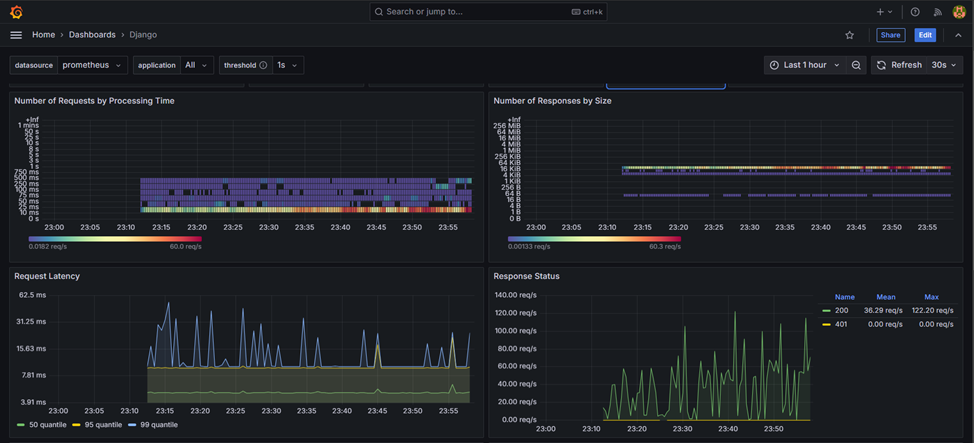 Search or jump to...
ctrl+k
Home > Dashboards > Django
Share
Edit
datasource prometheus
application All
threshold 1s
Last 1 hour
Refresh 30s
Number of Requests by Processing Time
+Inf
1 mins
50 s
25 s
10 s
8 s
5 s
3 s
1 s
750 ms
500 ms
250 ms
100 ms
75 ms
50 ms
25 ms
10 ms
0 s
23:00 23:05 23:10 23:15 23:20 23:25 23:30 23:35 23:40 23:45 23:50 23:55
0.0182 req/s 60.0 req/s
Number of Responses by Size
+Inf
256 MiB
64 MiB
16 MiB
4 MiB
1 MiB
256 KiB
64 KiB
16 KiB
4 KiB
1 KiB
256 B
64 B
16 B
4 B
1 B
0 B
23:00 23:05 23:10 23:15 23:20 23:25 23:30 23:35 23:40 23:45 23:50 23:55
0.00133 req/s 60.3 req/s
Request Latency
62.5 ms
31.25 ms
15.63 ms
7.81 ms
3.91 ms
23:00 23:05 23:10 23:15 23:20 23:25 23:30 23:35 23:40 23:45 23:50 23:55
50 quantile 95 quantile 99 quantile
Response Status
140.00 req/s
120.00 req/s
100.00 req/s
80.00 req/s
60.00 req/s
40.00 req/s
20.00 req/s
0.00 req/s
23:00 23:10 23:20 23:30 23:40 23:50
Name Mean Max
200 36.29 req/s 122.20 req/s
401 0.00 req/s 0.00 req/s